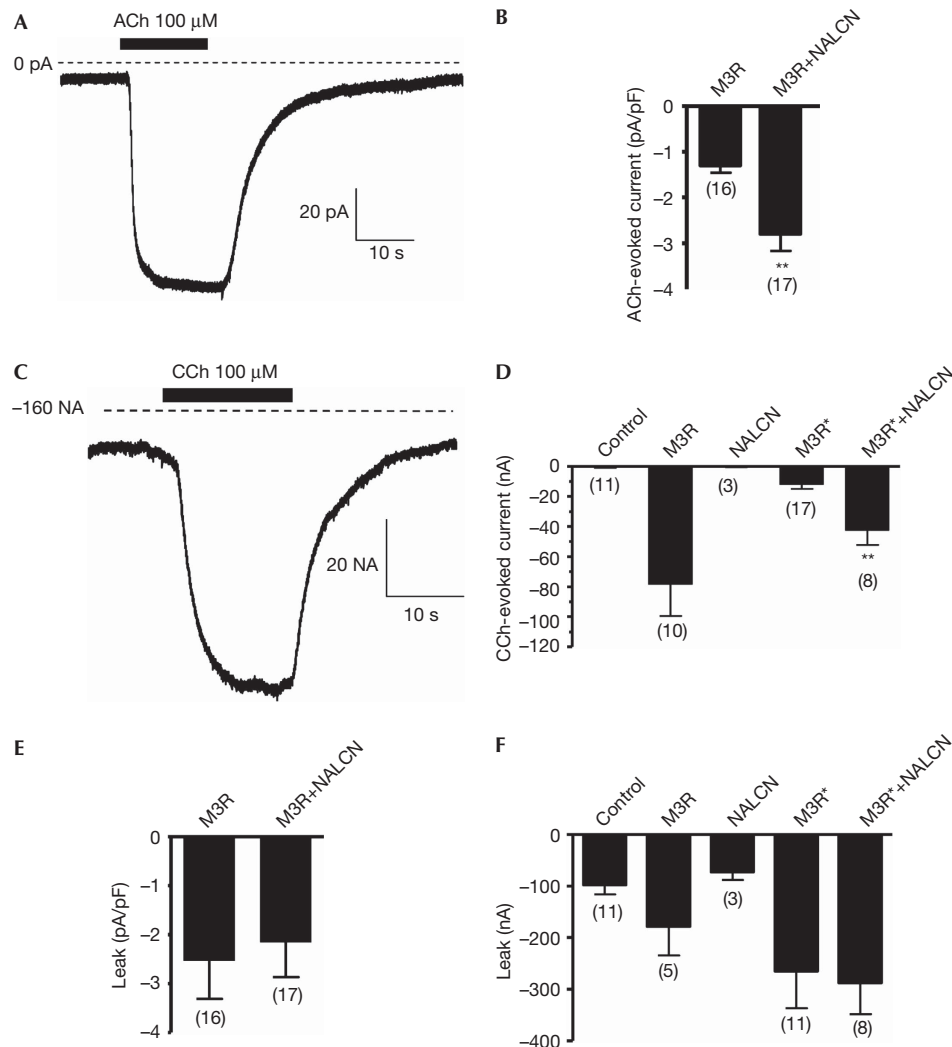 A
ACh 100 μM
0 pA
20 pA
10 s
B
M3R
M3R+NALCN
ACh-evoked current (pA/pF)
0
–1
–2
–3
–4
(16)
**
(17)
C
CCh 100 μM
–160 NA
20 NA
10 s
D
Control
M3R
NALCN
M3R*
M3R*+NALCN
CCh-evoked current (nA)
0
–20
–40
–60
–80
–100
–120
(11)
(10)
(3)
(17)
**
(8)
E
M3R
M3R+NALCN
Leak (pA/pF)
0
–1
–2
–3
–4
(16)
(17)
F
Control
M3R
NALCN
M3R*
M3R*+NALCN
Leak (nA)
0
–100
–200
–300
–400
(11)
(5)
(3)
(11)
(8)